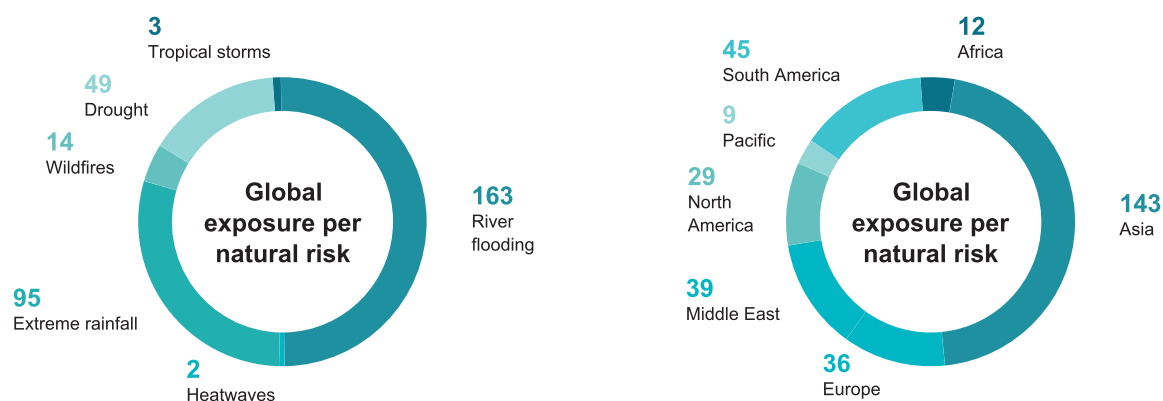 3
Tropical storms
49
Drought
14
Wildfires
95
Extreme rainfall
2
Heatwaves
163
River
flooding
Global
exposure per
natural risk
12
Africa
45
South America
9
Pacific
29
North
America
39
Middle East
36
Europe
143
Asia
Global
exposure per
natural risk